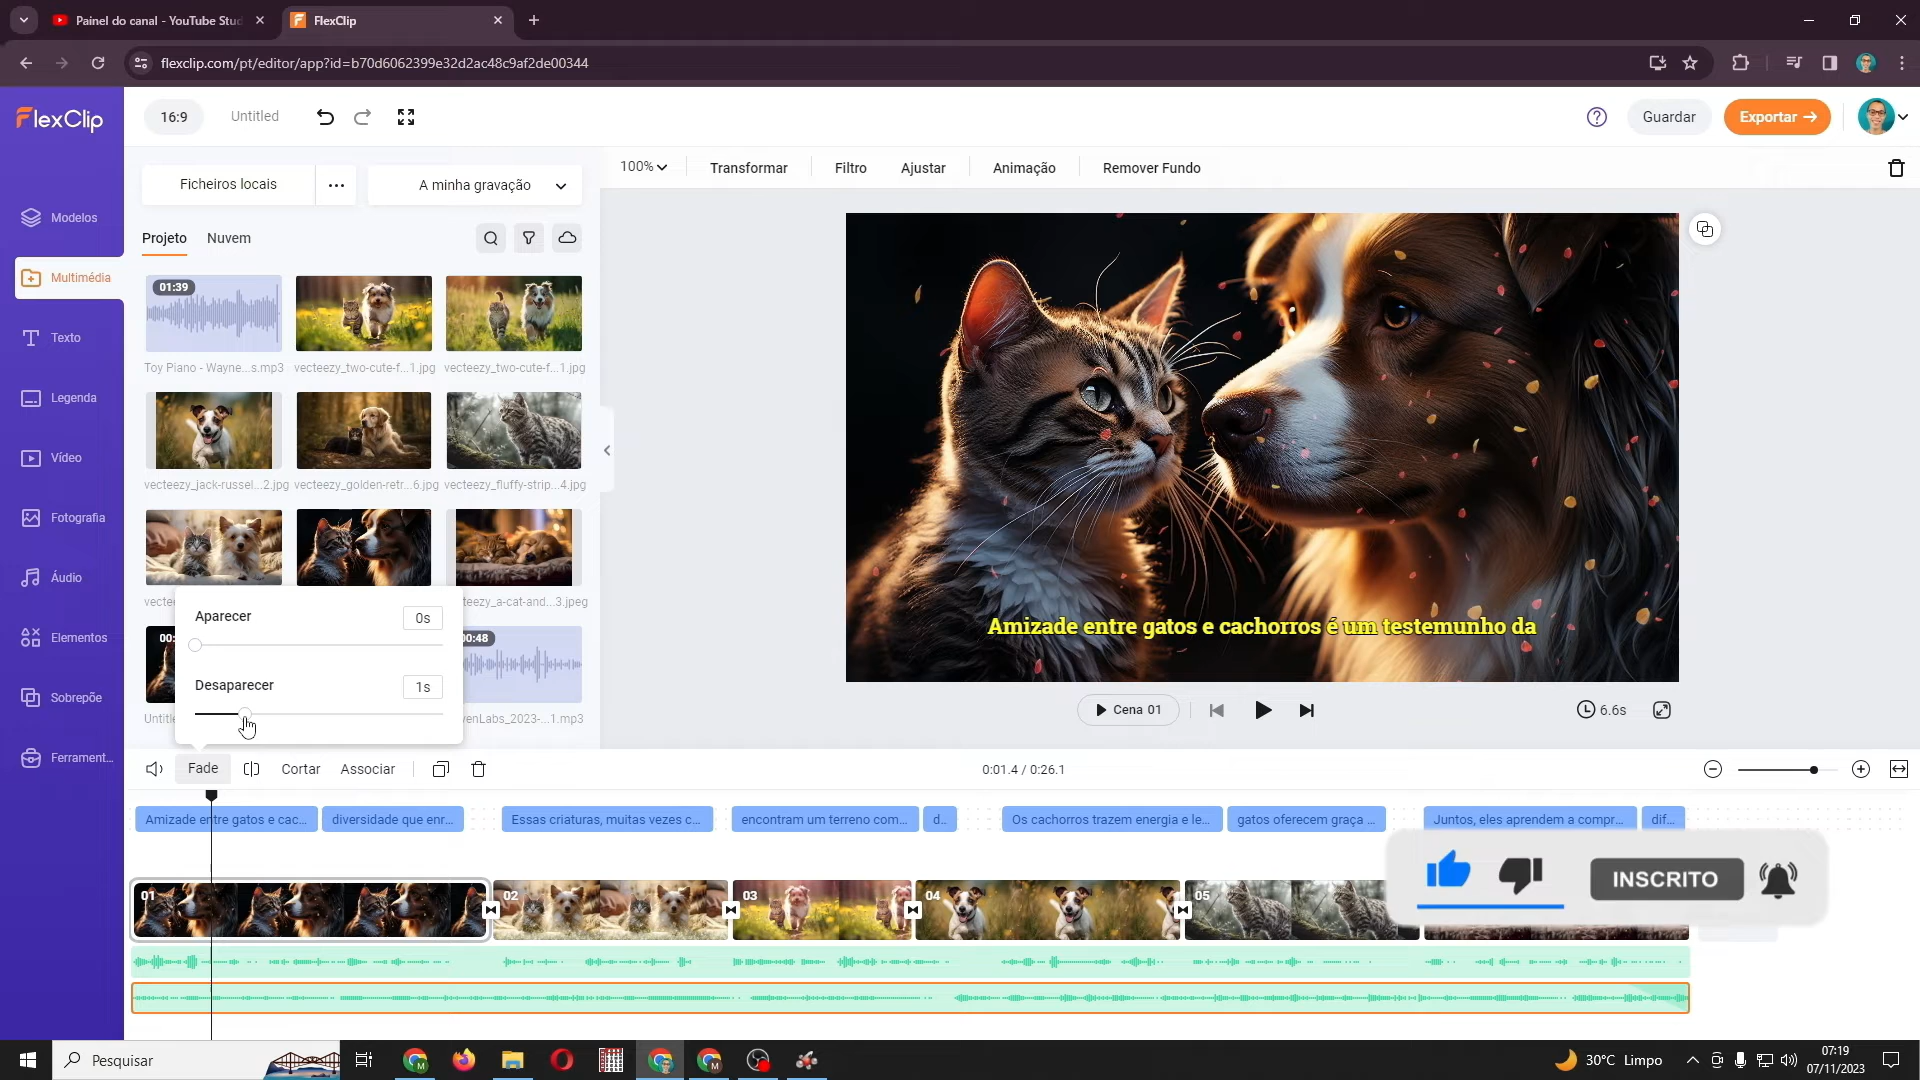 Painel do canal - YouTube Stud
FlexClip
flexclip.com/pt/editor/app?id=b70d6062399e32d2ac48c9af2de00344
FlexClip
16:9
Untitled
Guardar
Exportar
Modelos
Multimédia
Texto
Legenda
Vídeo
Fotografia
Áudio
Elementos
Sobrepõe
Ferrament...
Ficheiros locais
A minha gravação
Projeto
Nuvem
01:39
Toy Piano - Wayne...s.mp3
vecteezy_two-cute-f...1.jpg
vecteezy_two-cute-f...1.jpg
vecteezy_jack-russel...2.jpg
vecteezy_golden-retr...6.jpg
vecteezy_fluffy-strip...4.jpg
vectee
teezy_a-cat-and...3.jpeg
00:48
venLabs_2023-...1.mp3
Aparecer
0s
Desaparecer
1s
100%
Transformar
Filtro
Ajustar
Animação
Remover Fundo
Amizade entre gatos e cachorros é um testemunho da
Cena 01
6.6s
Fade
Cortar
Associar
0:01.4 / 0:26.1
Amizade entre gatos e cac...
diversidade que enr...
Essas criaturas, muitas vezes c...
encontram um terreno com...
d..
Os cachorros trazem energia e le...
gatos oferecem graça ...
Juntos, eles aprendem a compr...
dif...
01
02
03
04
05
INSCRITO
Pesquisar
30°C Limpo
07:19
07/11/2023